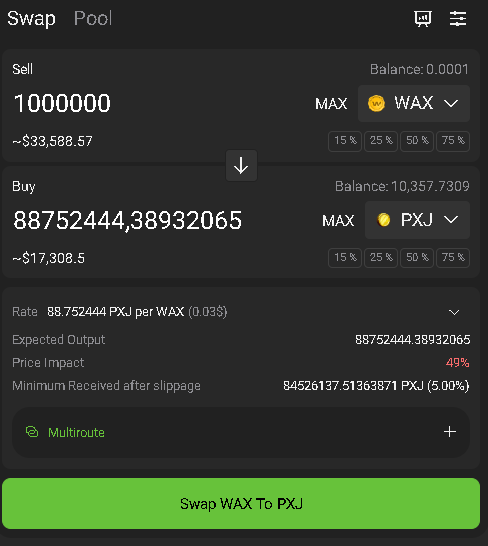 Swap Pool
Sell Balance: 0.0001
1000000 MAX WAX
~$33,588.57 15 % 25 % 50 % 75 %
Buy Balance: 10,357.7309
88752444,38932065 MAX PXJ
~$17,308.5 15 % 25 % 50 % 75 %
Rate 88.752444 PXJ per WAX (0.03$)
Expected Output 88752444.38932065
Price Impact 49%
Minimum Received after slippage 84526137.51363871 PXJ (5.00%)
Multiroute +
Swap WAX To PXJ